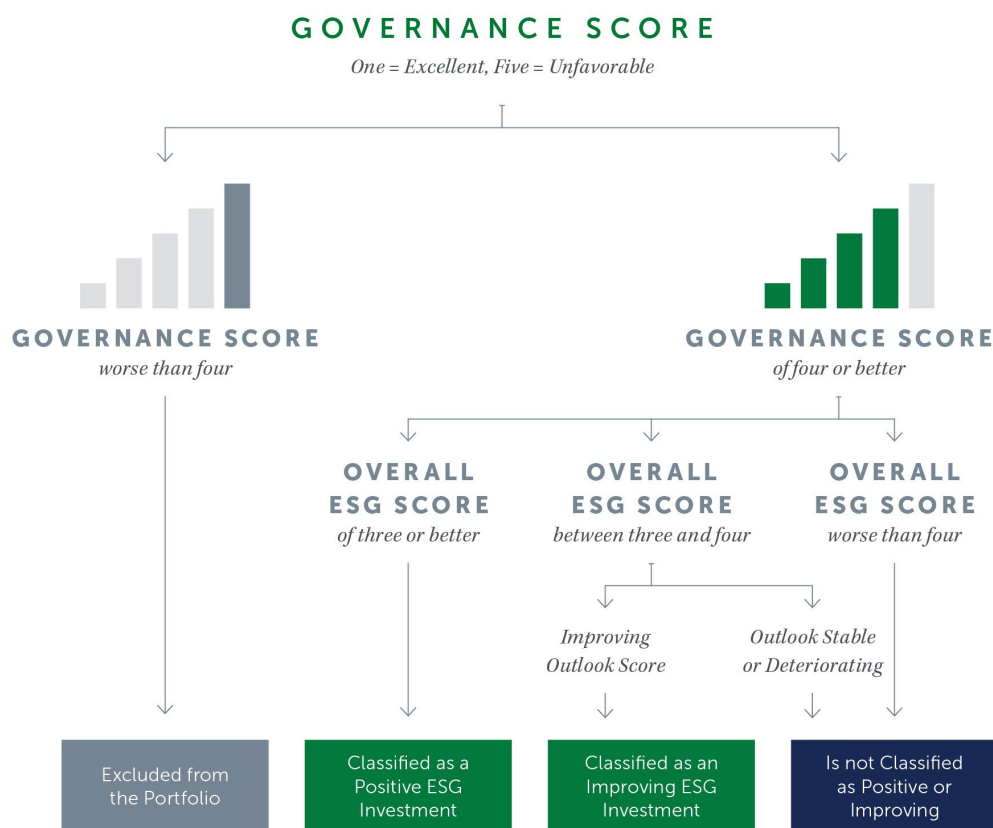 GOVERNANCE SCORE
One = Excellent, Five = Unfavorable
GOVERNANCE SCORE
worse than four
GOVERNANCE SCORE
of four or better
OVERALL
ESG SCORE
of three or better
OVERALL
ESG SCORE
between three and four
OVERALL
ESG SCORE
worse than four
Improving
Outlook Score
Outlook Stable
or Deteriorating
Excluded from
the Portfolio
Classified as a
Positive ESG
Investment
Classified as an
Improving ESG
Investment
Is not Classified
as Positive or
Improving